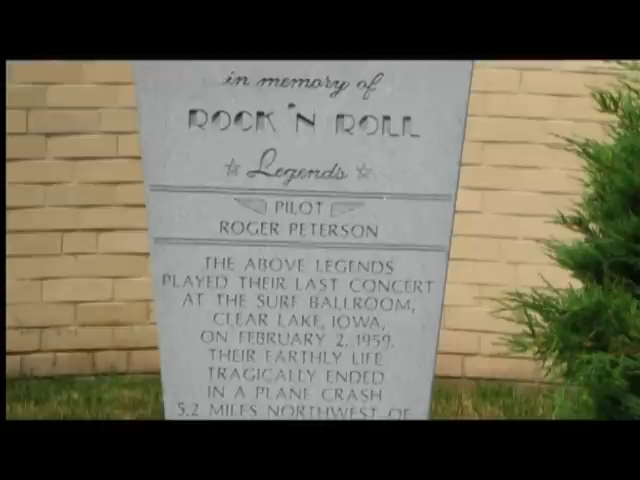 in memory of
ROCK 'N ROLL
Legends
PILOT
ROGER PETERSON
THE ABOVE LEGENDS
PLAYED THEIR LAST CONCERT
AT THE SURF BALLROOM,
CLEAR LAKE, IOWA,
ON FEBRUARY 2, 1959.
THEIR EARTHLY LIFE
TRAGICALLY ENDED
IN A PLANE CRASH
5.2 MILES NORTHWEST OF